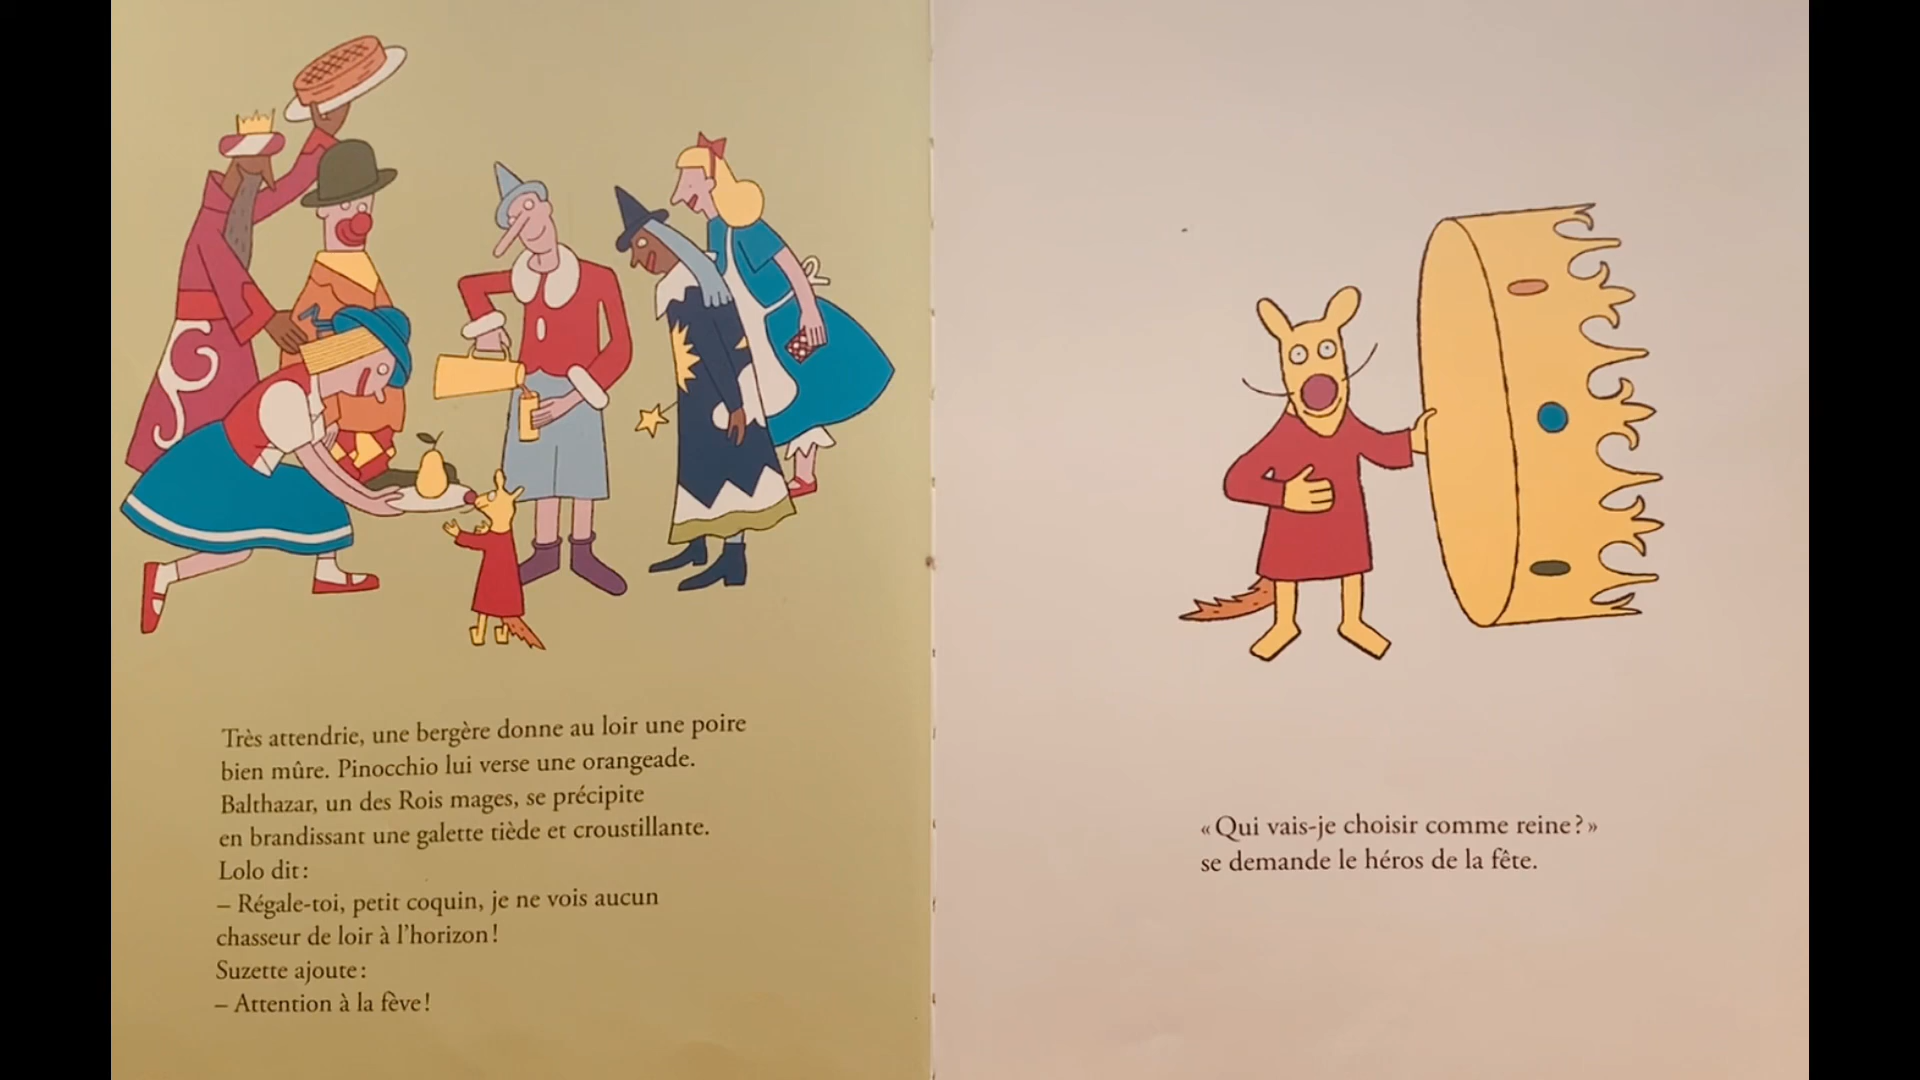 Très attendrie, une bergère donne au loir une poire
bien mûre. Pinocchio lui verse une orangeade.
Balthazar, un des Rois mages, se précipite
en brandissant une galette tiède et croustillante.
Lolo dit :
– Régale-toi, petit coquin, je ne vois aucun
chasseur de loir à l'horizon !
Suzette ajoute :
– Attention à la fève !
« Qui vais-je choisir comme reine ? »
se demande le héros de la fête.